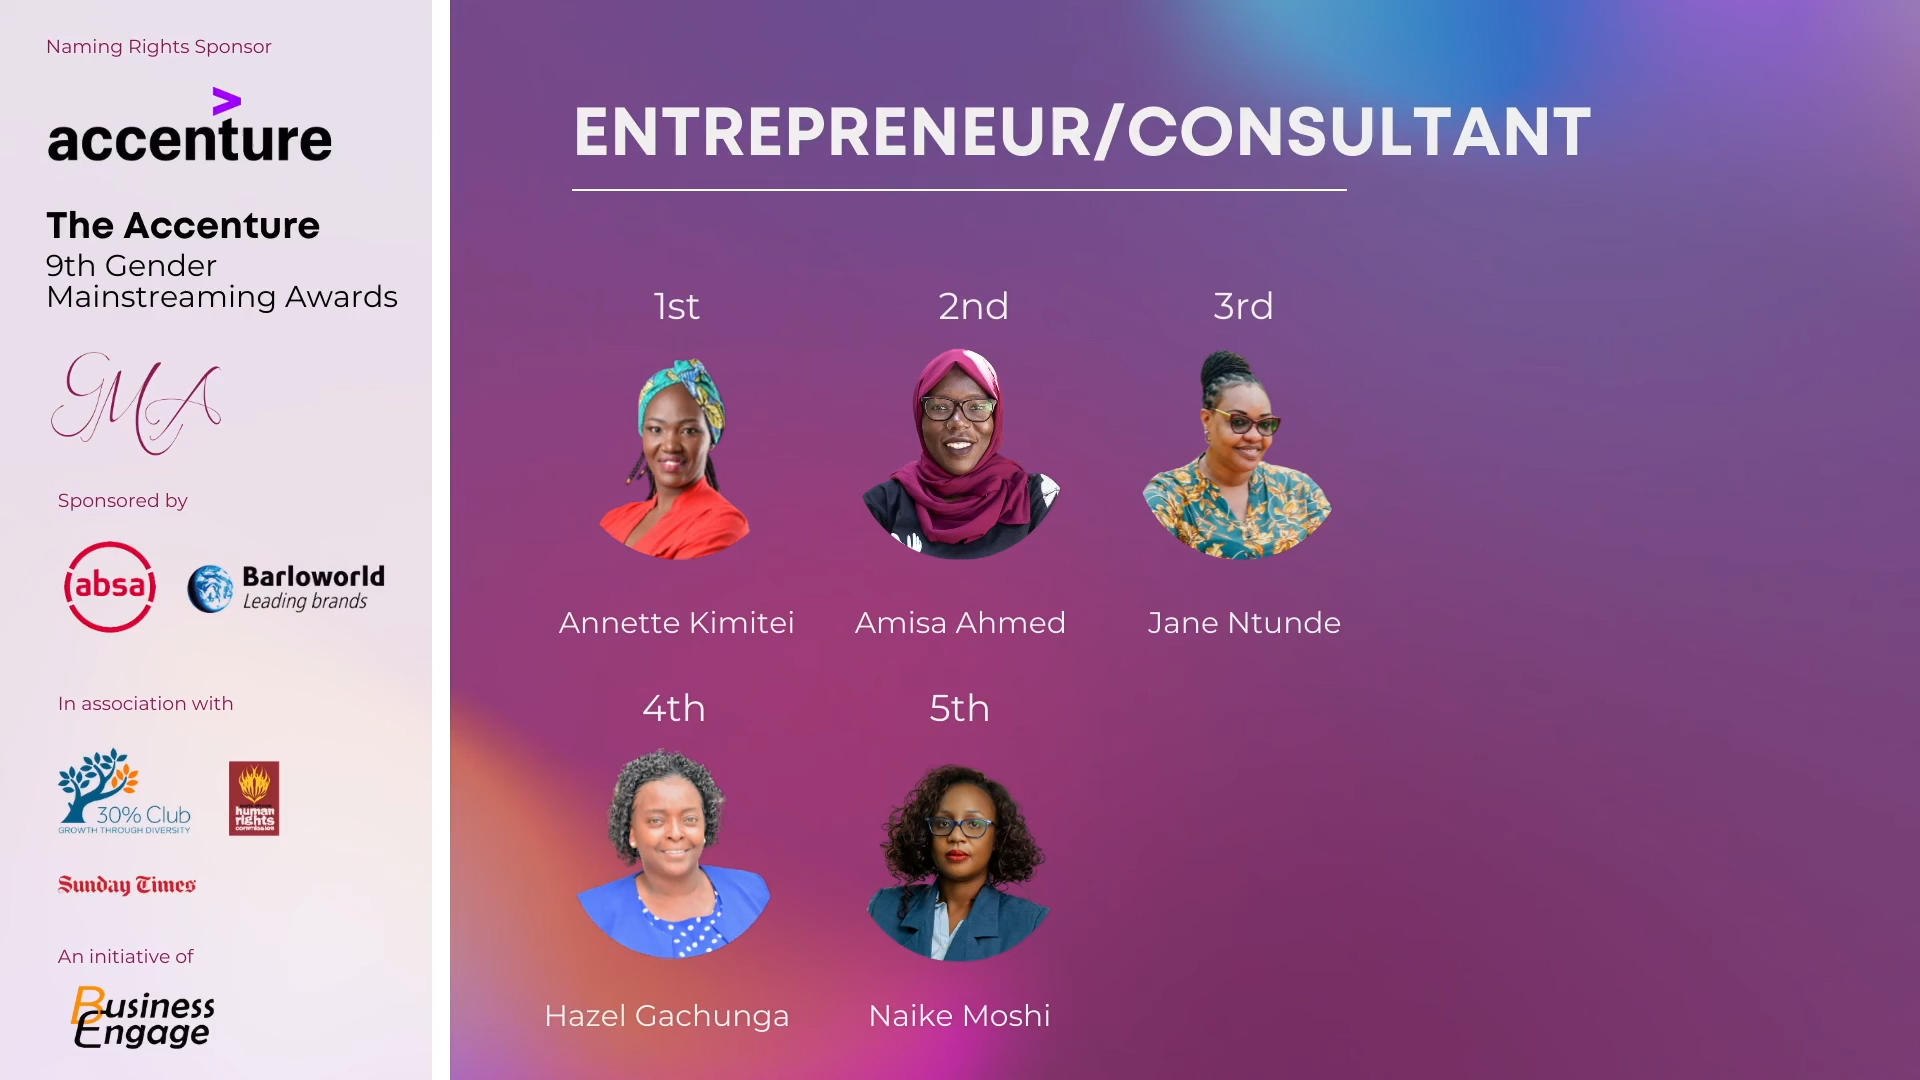 Naming Rights Sponsor
>
accenture
The Accenture
9th Gender
Mainstreaming Awards
GMA
Sponsored by
absa
Barloworld
Leading brands
In association with
30% Club
GROWTH THROUGH DIVERSITY
human
rights
commission
Sunday Times
An initiative of
Business
Engage
ENTREPRENEUR/CONSULTANT
1st
2nd
3rd
Annette Kimitei
Amisa Ahmed
Jane Ntunde
4th
5th
Hazel Gachunga
Naike Moshi